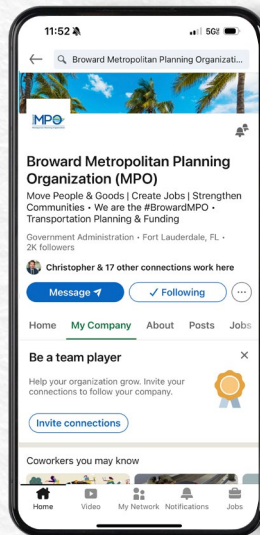 11:52
5G
Broward Metropolitan Planning Organizati...
MPO
Broward Metropolitan Planning
Organization (MPO)
Move People & Goods | Create Jobs | Strengthen
Communities • We are the #BrowardMPO •
Transportation Planning & Funding
Government Administration • Fort Lauderdale, FL •
2K followers
Christopher & 17 other connections work here
Message
Following
Home My Company About Posts Jobs
Be a team player
Help your organization grow. Invite your
connections to follow your company.
Invite connections
Coworkers you may know
Home Video My Network Notifications Jobs